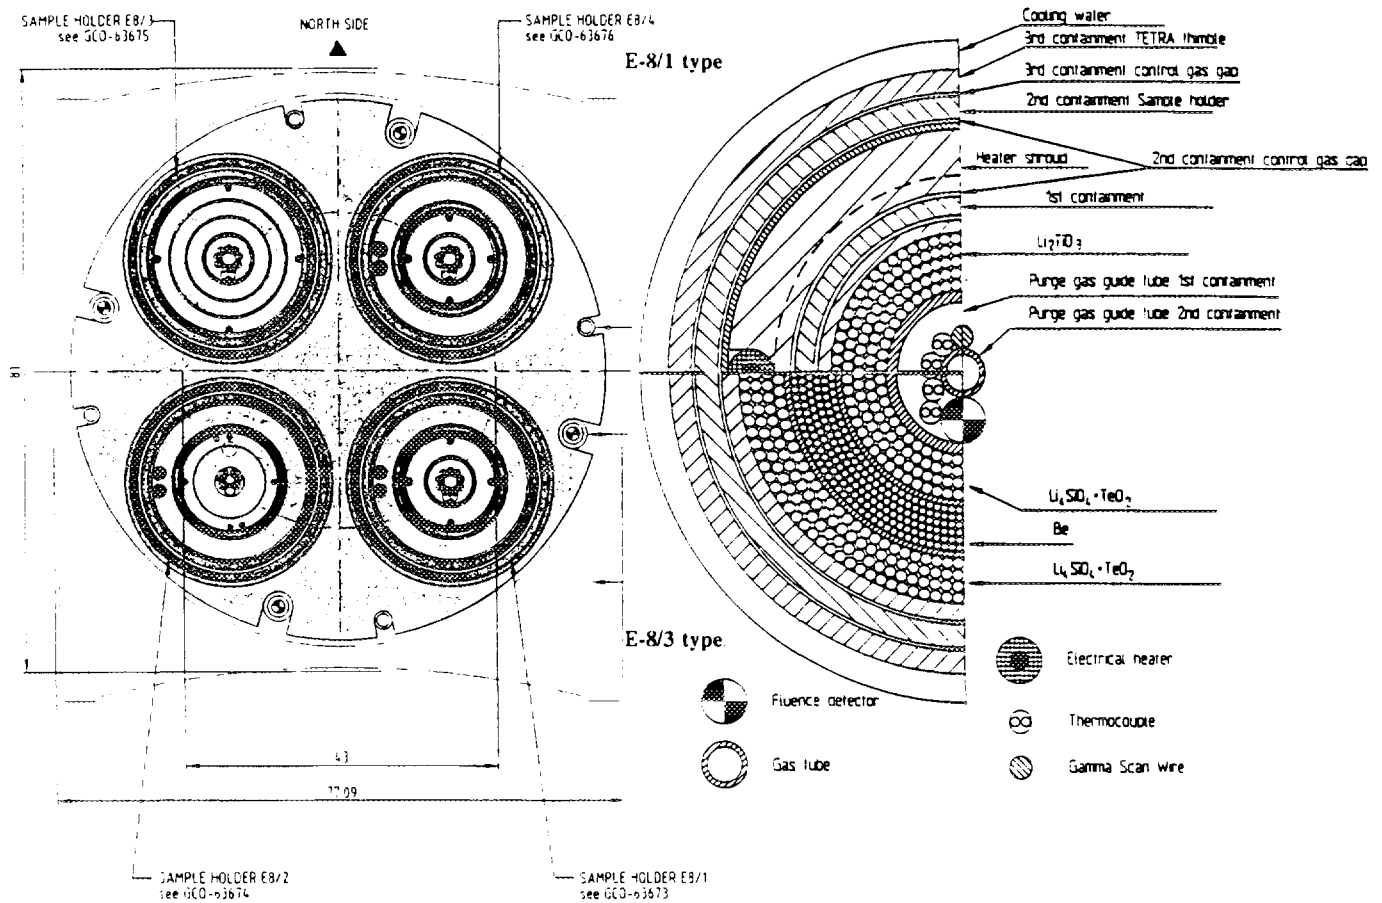 SAMPLE HOLDER E8/3
see GCO-63675
NORTH SIDE
SAMPLE HOLDER E8/4
see GCO-63676
E-8/1 type
Cooling water
3rd containment TETRA thimble
3rd containment control gas gap
2nd containment Sample holder
Heater shroud
2nd containment control gas gap
1st containment
Li₂TiO₃
Purge gas guide tube 1st containment
Purge gas guide tube 2nd containment
Li₄SiO₄+TeO₂
Be
Li₄SiO₄+TeO₂
E-8/3 type
Fluence detector
Gas tube
Electrical heater
Thermocouple
Gamma Scan wire
81
43
77.09
SAMPLE HOLDER E8/2
see GCO-63674
SAMPLE HOLDER E8/1
see GCO-63673